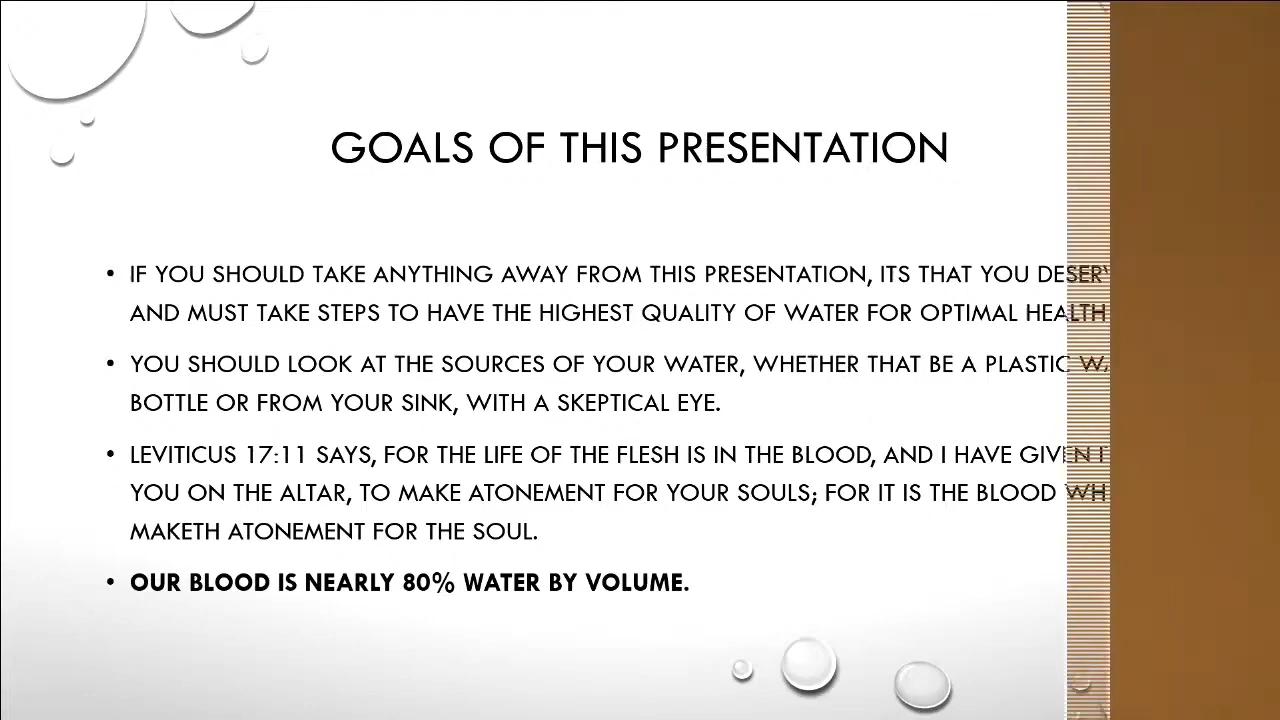 GOALS OF THIS PRESENTATION
• IF YOU SHOULD TAKE ANYTHING AWAY FROM THIS PRESENTATION, ITS THAT YOU
AND MUST TAKE STEPS TO HAVE THE HIGHEST QUALITY OF WATER FOR OPTIMAL HEALTH
• YOU SHOULD LOOK AT THE SOURCES OF YOUR WATER, WHETHER THAT BE A PLASTIC
BOTTLE OR FROM YOUR SINK, WITH A SKEPTICAL EYE.
• LEVITICUS 17:11 SAYS, FOR THE LIFE OF THE FLESH IS IN THE BLOOD, AND I HAVE GIVEN
YOU ON THE ALTAR, TO MAKE ATONEMENT FOR YOUR SOULS; FOR IT IS THE BLOOD
MAKETH ATONEMENT FOR THE SOUL.
• OUR BLOOD IS NEARLY 80% WATER BY VOLUME.